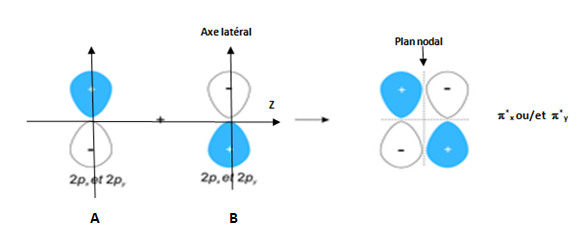 Axe latéral
Plan nodal
+ - + -
Z
+
π*x ou/et π*y
- + - +
2px et 2py 2px et 2py
A B